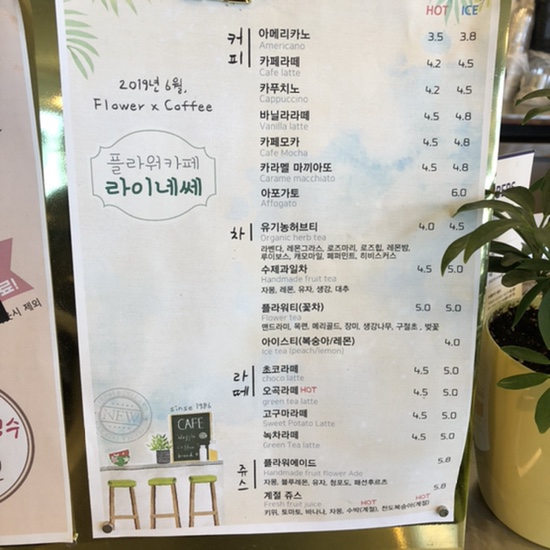 HOT ICE
커피
아메리카노 3.5 3.8
Americano
카페라떼 4.2 4.5
Cafe latte
카푸치노 4.2 4.5
Cappuccino
바닐라라떼 4.5 4.8
Vanilla latte
카페모카 4.5 4.8
Cafe Mocha
카라멜 마끼아또 4.5 4.8
Carame macchiato
아포가토 6.0
Affogato
2019년 6월,
Flower x Coffee
플라워카페
라이네쎄
차
유기농허브티 4.0 4.5
Organic herb tea
라벤다, 레몬그라스, 로즈마리, 로즈힙, 레몬밤,
루이보스, 캐모마일, 페퍼민트, 히비스커스
수제과일차 4.5 5.0
Handmade fruit tea
자몽, 레몬, 유자, 생강, 대추
플라워티(꽃차) 5.0 5.0
Flower tea
맨드라미, 목련, 메리골드, 장미, 생강나무, 구절초, 벚꽃
아이스티(복숭아/레몬) 4.0
Ice tea (peach/lemon)
라떼
초코라떼 4.5 5.0
choco latte
오곡라떼 HOT 4.5 5.0
green tea latte
고구마라떼 4.5 5.0
Sweet Potato Latte
녹차라떼 4.5 5.0
Green Tea latte
쥬스
플라워에이드 5.8
Handmade fruit flower Ade
자몽, 블루레몬, 유자, 청포도, 패션후르츠
계절 쥬스 5.8
Fresh fruit juice HOT HOT
키위, 토마토, 바나나, 자몽, 수박(계절), 천도복숭아(계절)
NEW
since 1986
CAFE
시 제외